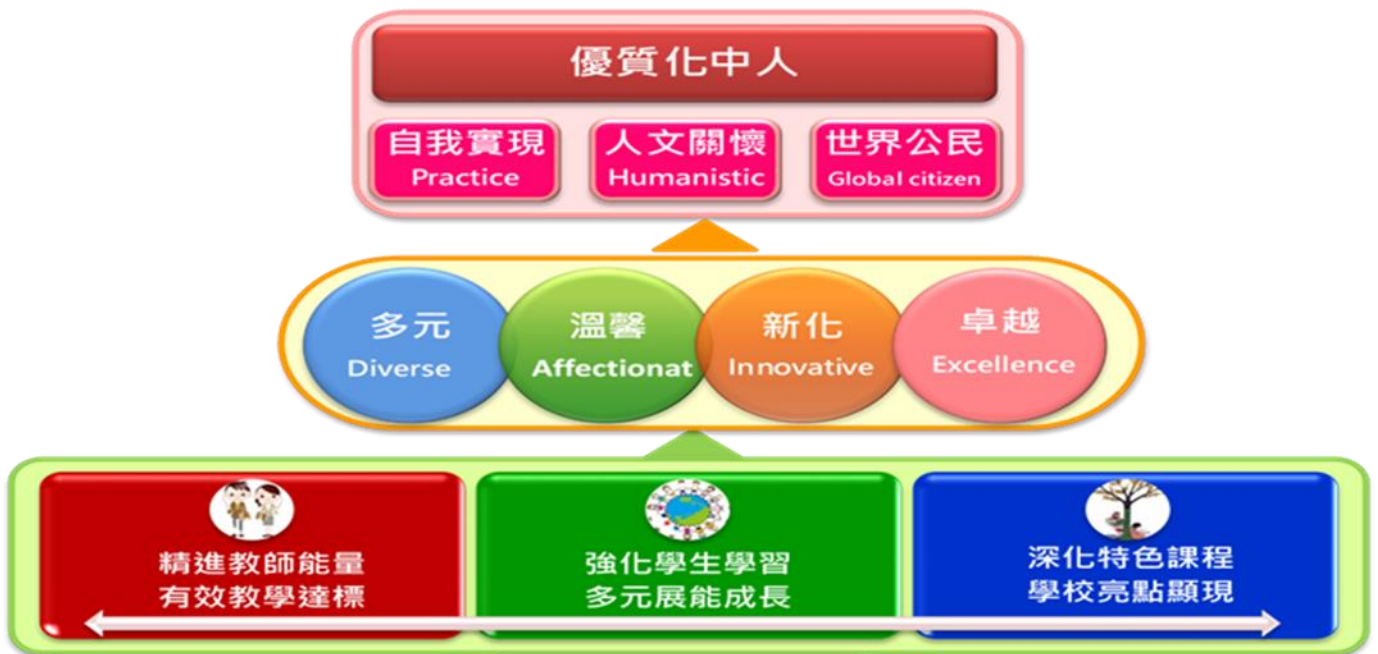 優質化中人
自我實現 人文關懷 世界公民
Practice Humanistic Global citizen
多元 溫馨 新化 卓越
Diverse Affectionat Innovative Excellence
精進教師能量
有效教學達標
強化學生學習
多元展能成長
深化特色課程
學校亮點顯現